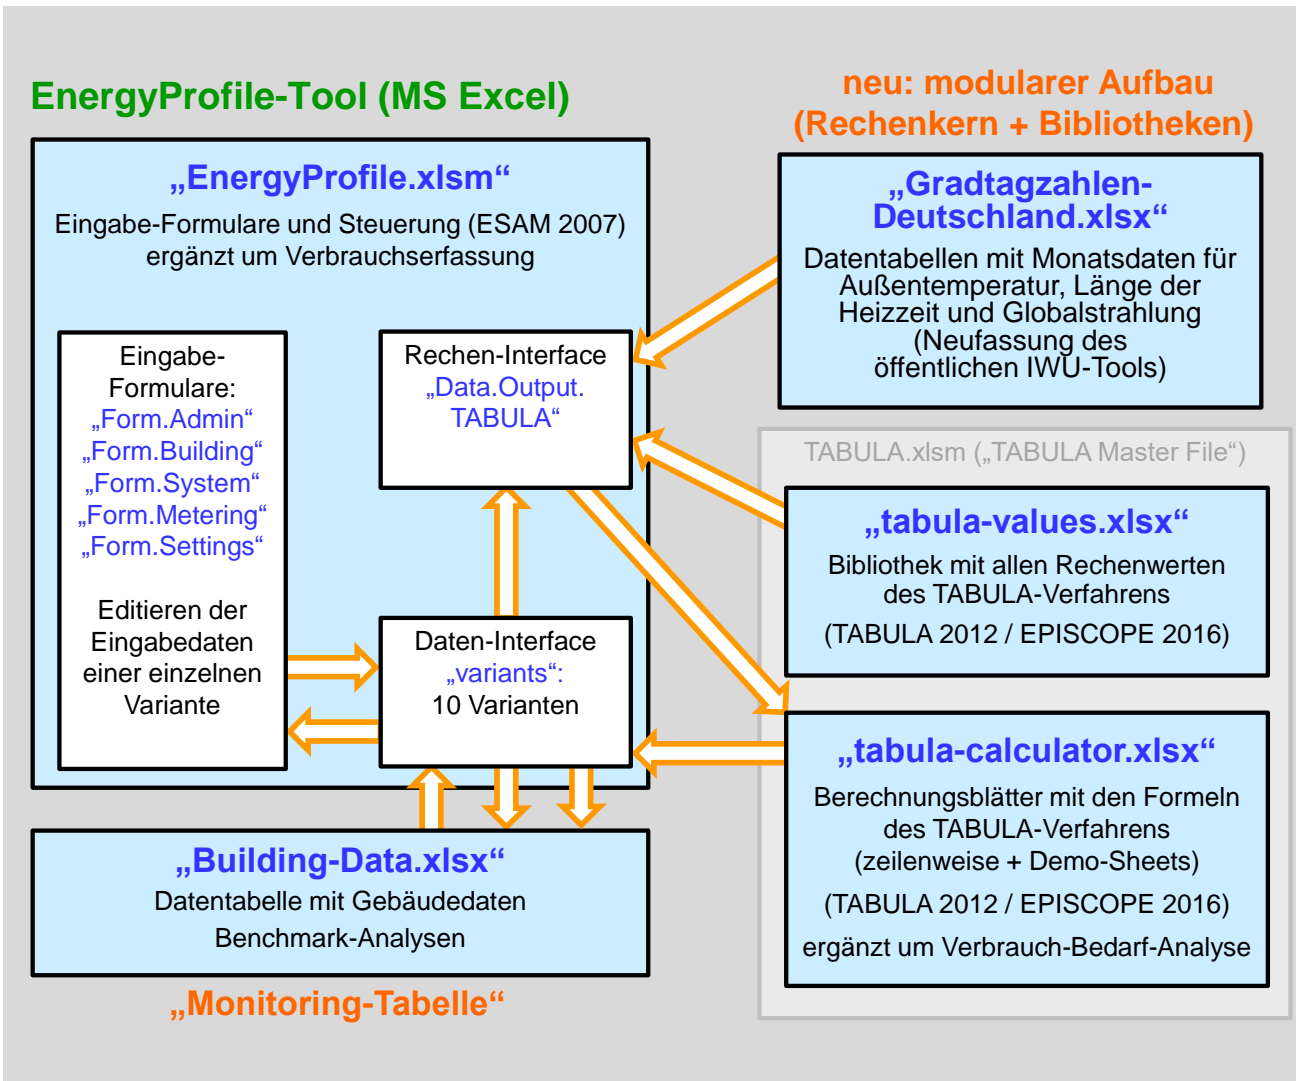 EnergyProfile-Tool (MS Excel)
neu: modularer Aufbau
(Rechenkern + Bibliotheken)
„EnergyProfile.xlsm“
Eingabe-Formulare und Steuerung (ESAM 2007)
ergänzt um Verbrauchserfassung
Eingabe-
Formulare:
„Form.Admin“
„Form.Building“
„Form.System“
„Form.Metering“
„Form.Settings“
Editieren der
Eingabedaten
einer einzelnen
Variante
Rechen-Interface
„Data.Output.
TABULA“
Daten-Interface
„variants“:
10 Varianten
„Building-Data.xlsx“
Datentabelle mit Gebäudedaten
Benchmark-Analysen
„Monitoring-Tabelle“
„Gradtagzahlen-
Deutschland.xlsx“
Datentabellen mit Monatsdaten für
Außentemperatur, Länge der
Heizzeit und Globalstrahlung
(Neufassung des
öffentlichen IWU-Tools)
TABULA.xlsm („TABULA Master File“)
„tabula-values.xlsx“
Bibliothek mit allen Rechenwerten
des TABULA-Verfahrens
(TABULA 2012 / EPISCOPE 2016)
„tabula-calculator.xlsx“
Berechnungsblätter mit den Formeln
des TABULA-Verfahrens
(zeilenweise + Demo-Sheets)
(TABULA 2012 / EPISCOPE 2016)
ergänzt um Verbrauch-Bedarf-Analyse